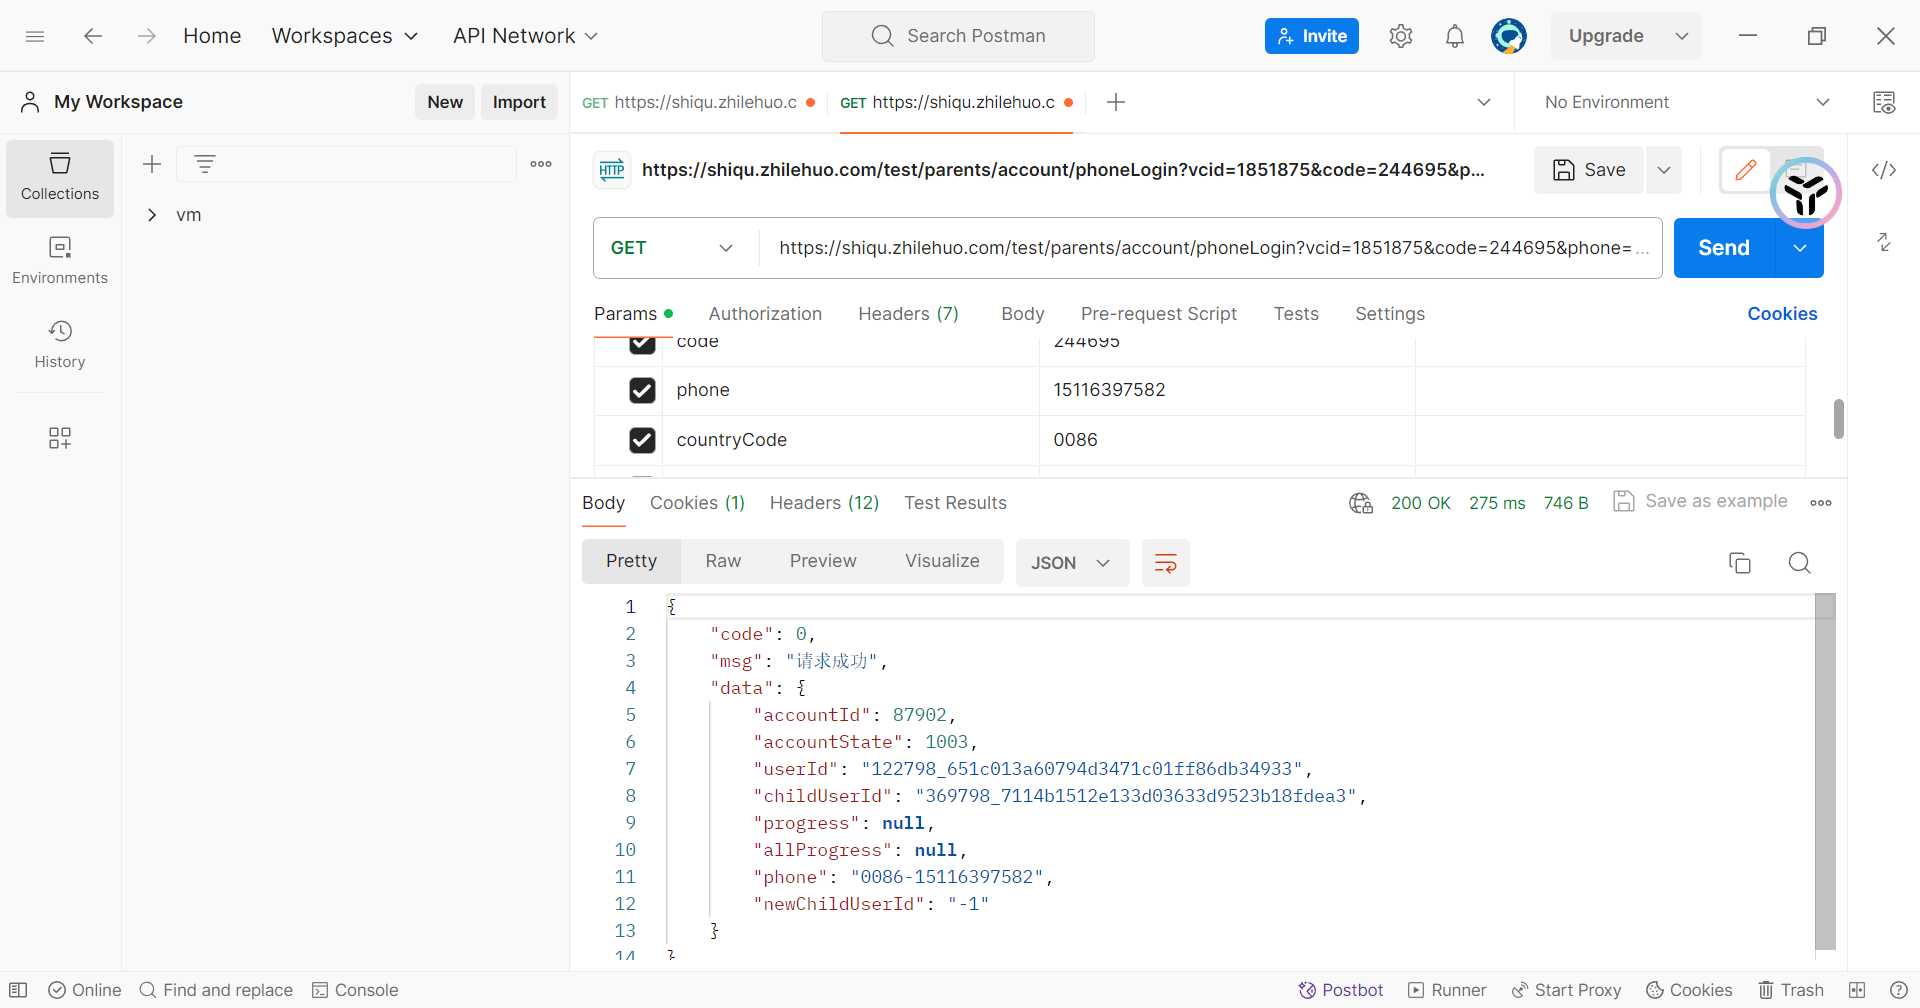 Home
Workspaces
API Network
Search Postman
Invite
Upgrade
My Workspace
New
Import
GET https://shiqu.zhilehuo.c
GET https://shiqu.zhilehuo.c
No Environment
Collections
Environments
History
vm
HTTP
https://shiqu.zhilehuo.com/test/parents/account/phoneLogin?vcid=1851875&code=244695&p...
Save
GET
https://shiqu.zhilehuo.com/test/parents/account/phoneLogin?vcid=1851875&code=244695&phone= ...
Send
Params
Authorization
Headers (7)
Body
Pre-request Script
Tests
Settings
Cookies
code 244695
phone 15116397582
countryCode 0086
Body
Cookies (1)
Headers (12)
Test Results
200 OK
275 ms
746 B
Save as example
Pretty
Raw
Preview
Visualize
JSON
1 {
2 "code": 0,
3 "msg": "请求成功",
4 "data": {
5 "accountId": 87902,
6 "accountState": 1003,
7 "userId": "122798_651c013a60794d3471c01ff86db34933",
8 "childUserId": "369798_7114b1512e133d03633d9523b18fdea3",
9 "progress": null,
10 "allProgress": null,
11 "phone": "0086-15116397582",
12 "newChildUserId": "-1"
13 }
14 }
Online
Find and replace
Console
Postbot
Runner
Start Proxy
Cookies
Trash